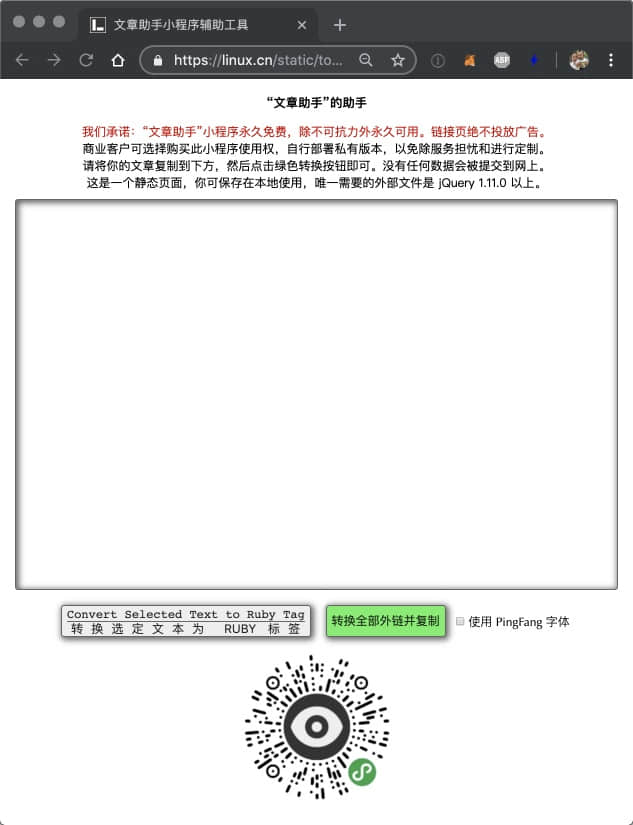 文章助手小程序辅助工具
https://linux.cn/static/to...
ASP
“文章助手”的助手
我们承诺：“文章助手”小程序永久免费，除不可抗力外永久可用。链接页绝不投放广告。
商业客户可选择购买此小程序使用权，自行部署私有版本，以免除服务担忧和进行定制。
请将你的文章复制到下方，然后点击绿色转换按钮即可。没有任何数据会被提交到网上。
这是一个静态页面，你可保存在本地使用，唯一需要的外部文件是 jQuery 1.11.0 以上。
Convert Selected Text to Ruby Tag
转换选定文本为 RUBY 标签
转换全部外链并复制
使用 PingFang 字体